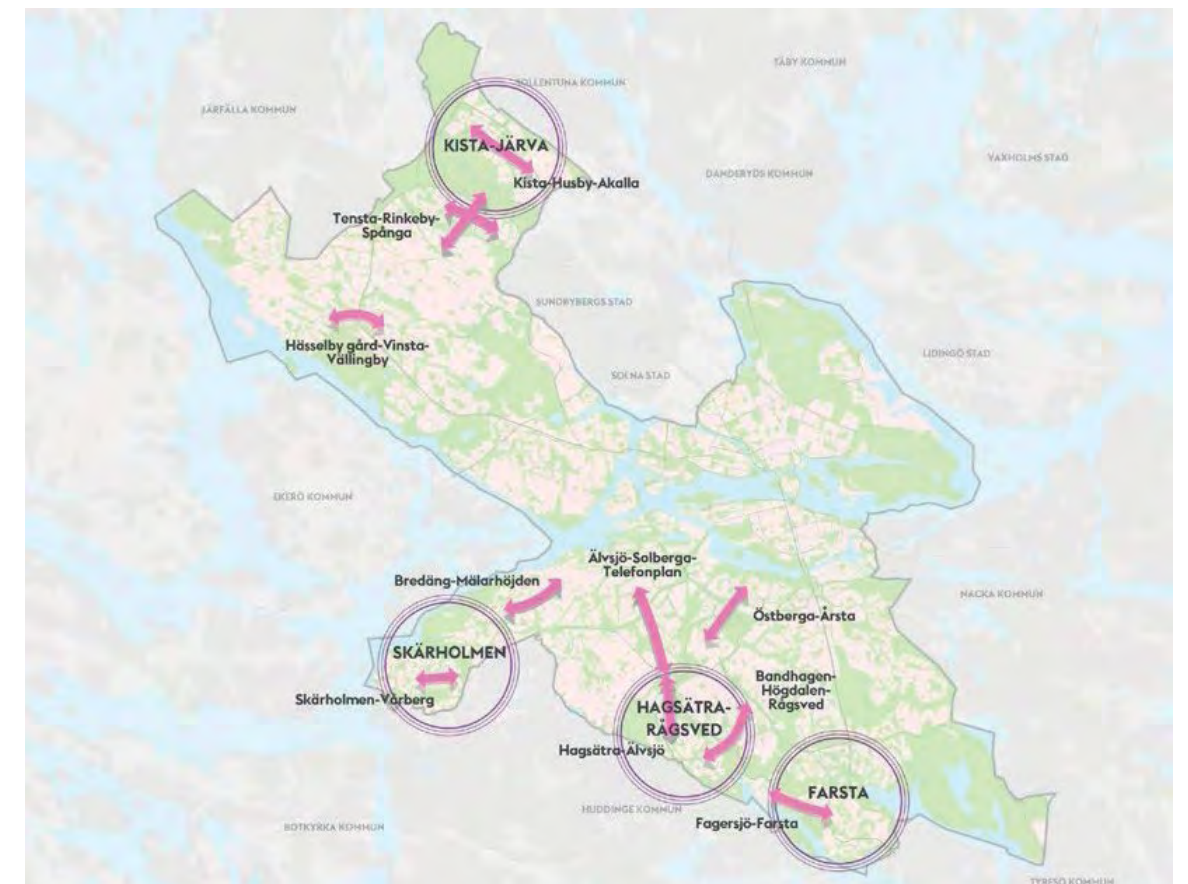 TÄBY KOMMUN
SOLLENTUNA KOMMUN
JÄRFÄLLA KOMMUN
KISTA-JÄRVA
VAXHOLMS STAD
DANDERYDS KOMMUN
Kista-Husby-Akalla
Tensta-Rinkeby-
Spånga
SUNDBYBERGS STAD
Hässelby gård-Vinsta-
Vällingby
LIDINGÖ STAD
SOLNA STAD
EKERÖ KOMMUN
Älvsjö-Solberga-
Telefonplan
Bredäng-Mälarhöjden
NACKA KOMMUN
Östberga-Årsta
SKÄRHOLMEN
Bandhagen-
Högdalen-
Rågsved
Skärholmen-Vårberg
HAGSÄTRA-
RÅGSVED
Hagsätra-Älvsjö
FARSTA
HUDDINGE KOMMUN
Fagersjö-Farsta
BOTKYRKA KOMMUN
TYRESÖ KOMMUN